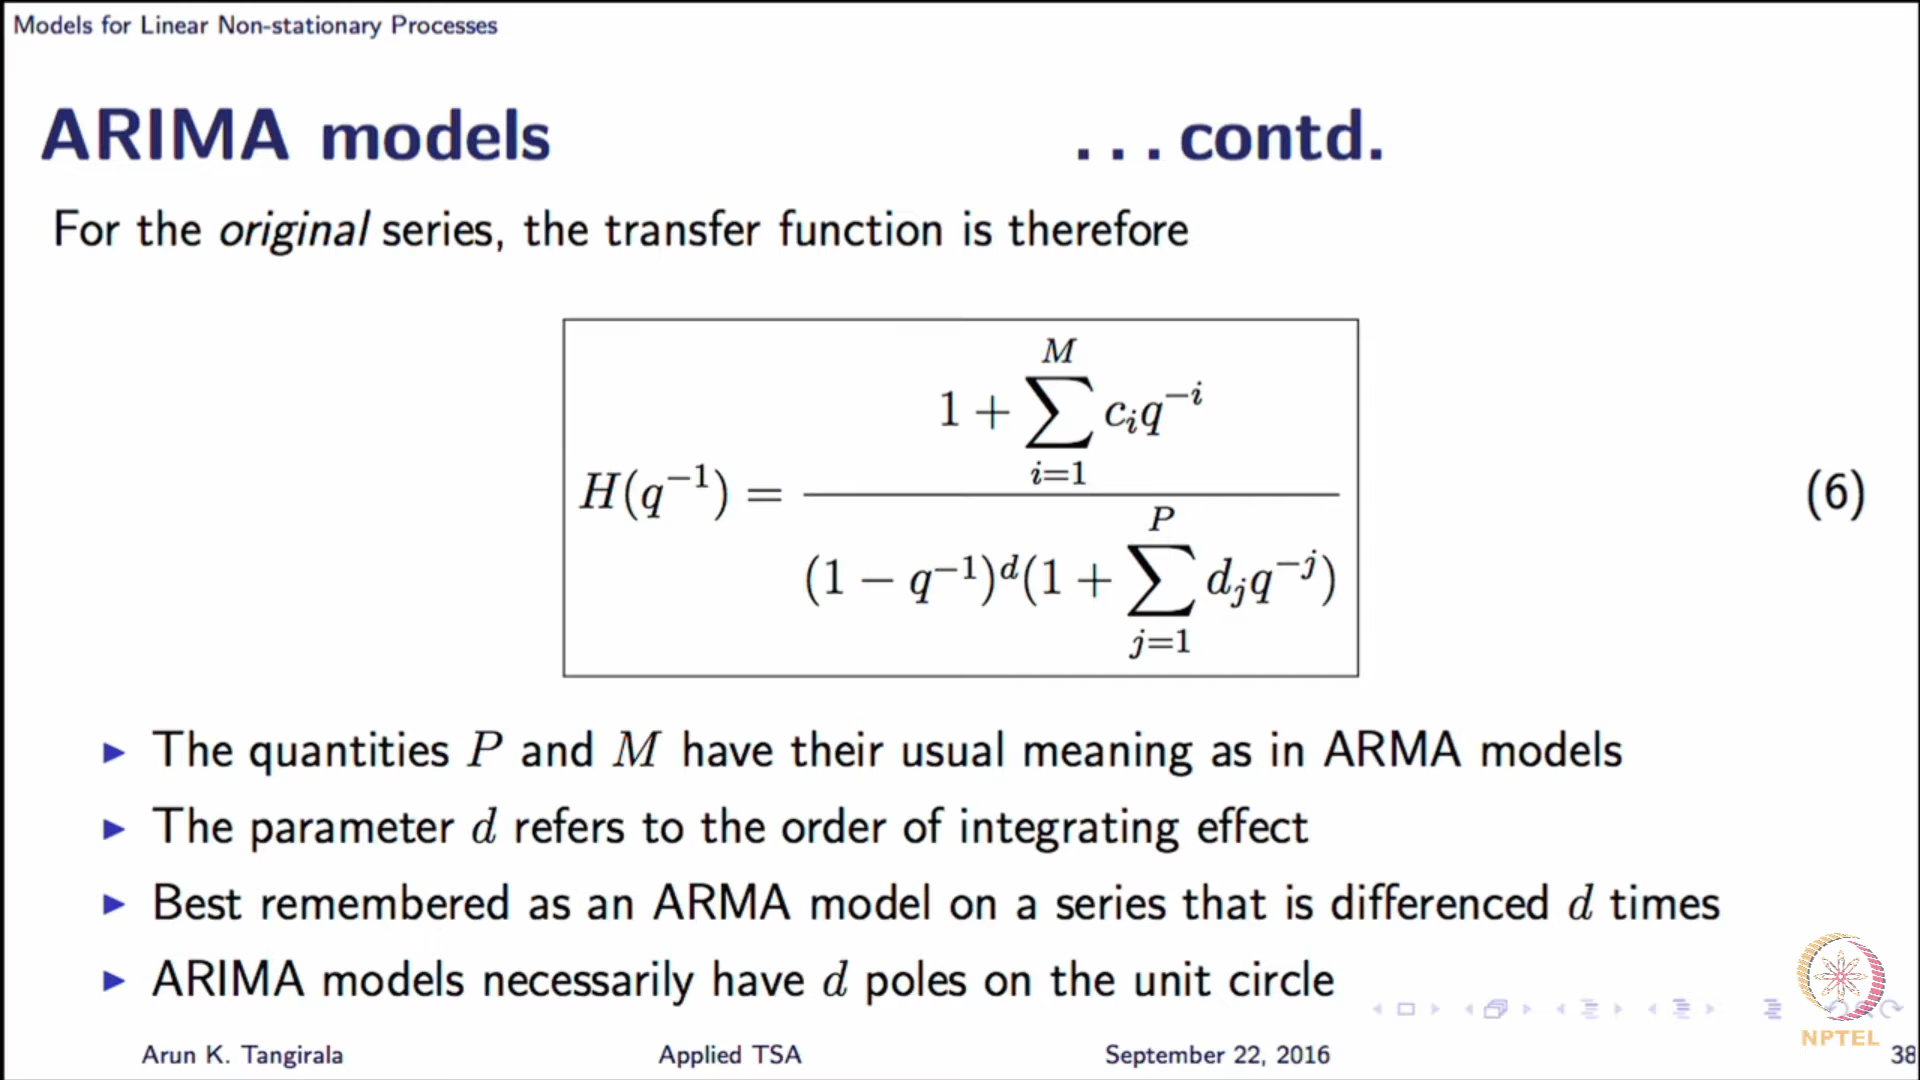 Models for Linear Non-stationary Processes
ARIMA models ...contd.
For the original series, the transfer function is therefore
H(q^{-1}) = \frac{1 + \sum_{i=1}^{M} c_i q^{-i}}{(1 - q^{-1})^d (1 + \sum_{j=1}^{P} d_j q^{-j})} (6)
▶ The quantities P and M have their usual meaning as in ARMA models
▶ The parameter d refers to the order of integrating effect
▶ Best remembered as an ARMA model on a series that is differenced d times
▶ ARIMA models necessarily have d poles on the unit circle
NPTEL
Arun K. Tangirala Applied TSA September 22, 2016 38